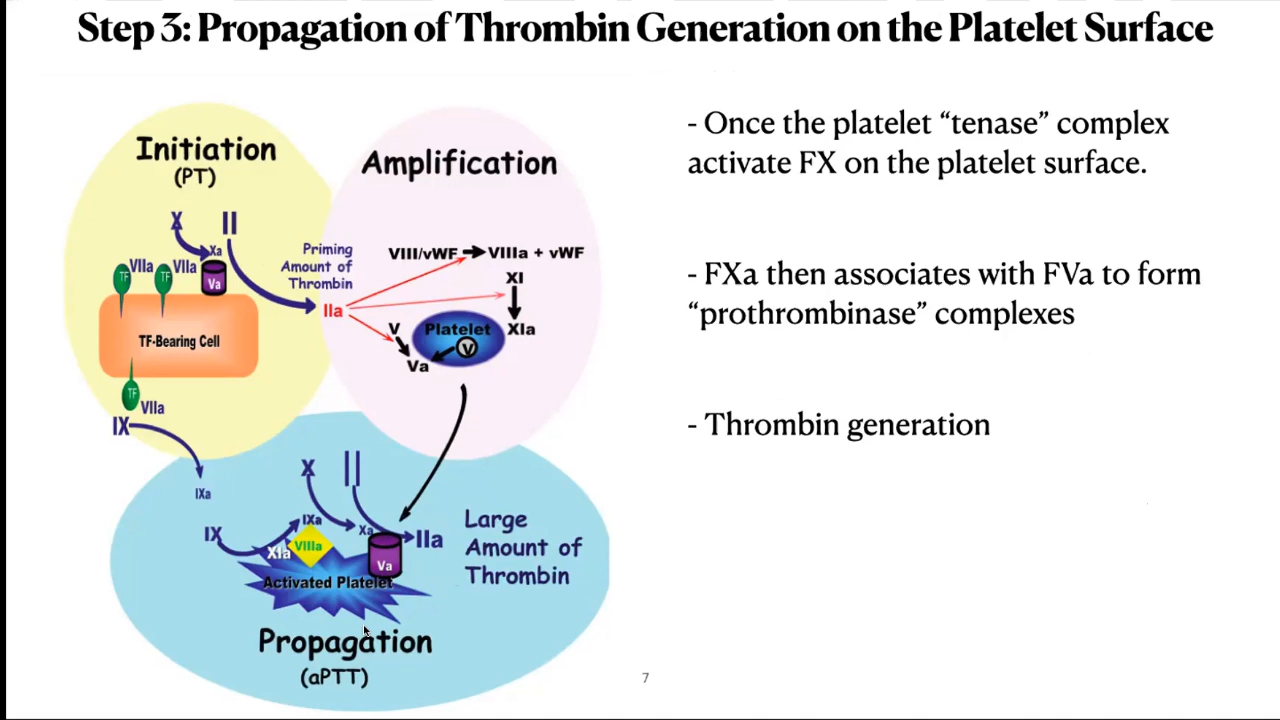 Step 3: Propagation of Thrombin Generation on the Platelet Surface
Initiation
(PT)
X
II
Xa
VIIa
VIIa
TF
TF
Va
Priming
Amount of
Thrombin
IIa
TF-Bearing Cell
TF
VIIa
IX
IXa
Amplification
VIII/vWF
VIIIa + vWF
XI
XIa
V
Platelet
V
Va
X
II
IX
IXa
Xa
IIa
XIa
VIIIa
Va
Activated Platelet
Large
Amount of
Thrombin
Propagation
(aPTT)
- Once the platelet “tenase” complex
activate FX on the platelet surface.
- FXa then associates with FVa to form
“prothrombinase” complexes
- Thrombin generation
7